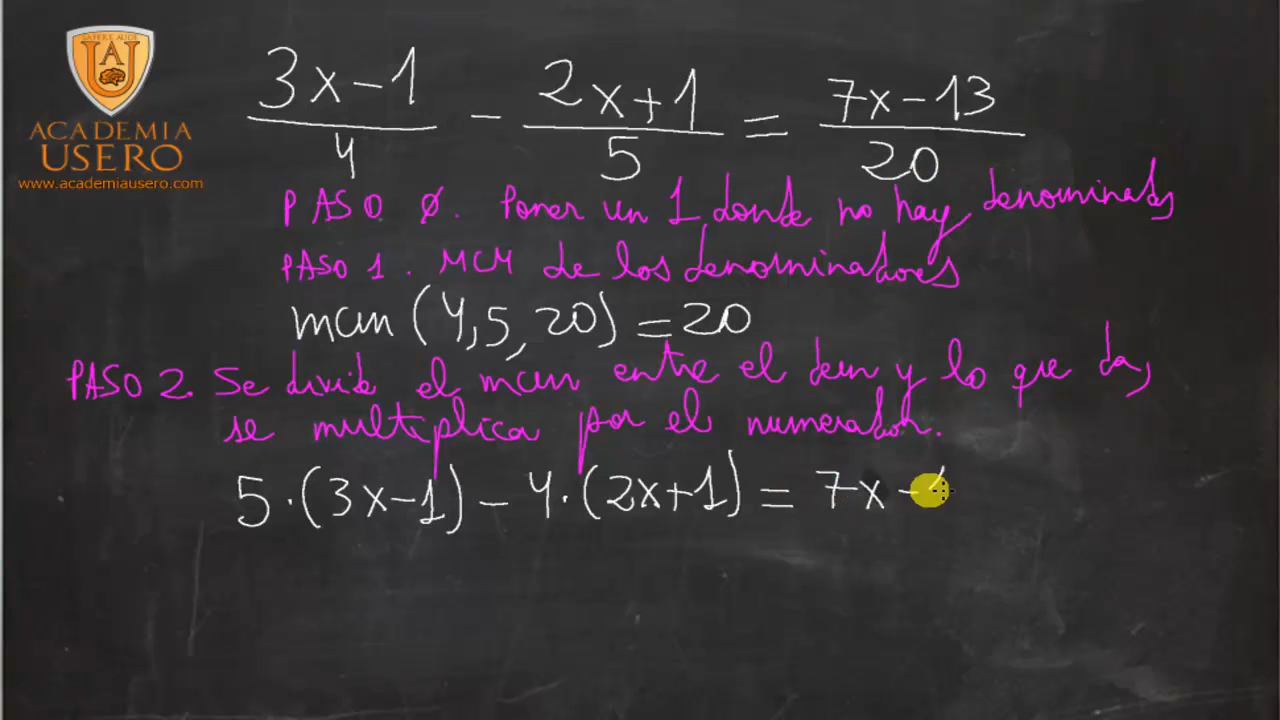 SAPERE AUDE
UA
ACADEMIA
USERO
www.academiausero.com
3x-1/4 - 2x+1/5 = 7x-13/20
PASO 0. Poner un 1 donde no hay denominador
PASO 1. MCM de los denominadores
mcm (4,5,20) = 20
PASO 2. Se divide el mcm entre el den y lo que da,
se multiplica por el numerador.
5·(3x-1) - 4·(2x+1) = 7x - 1